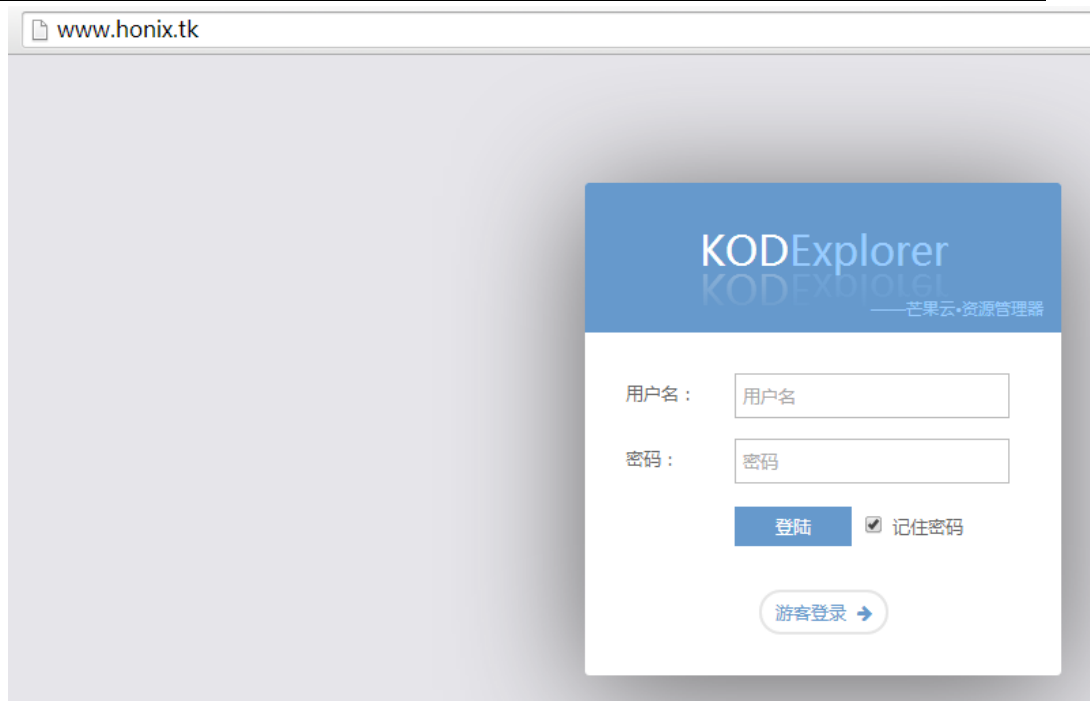 www.honix.tk
KODExplorer
——芒果云•资源管理器
用户名：
用户名
密码：
密码
登陆
记住密码
游客登录